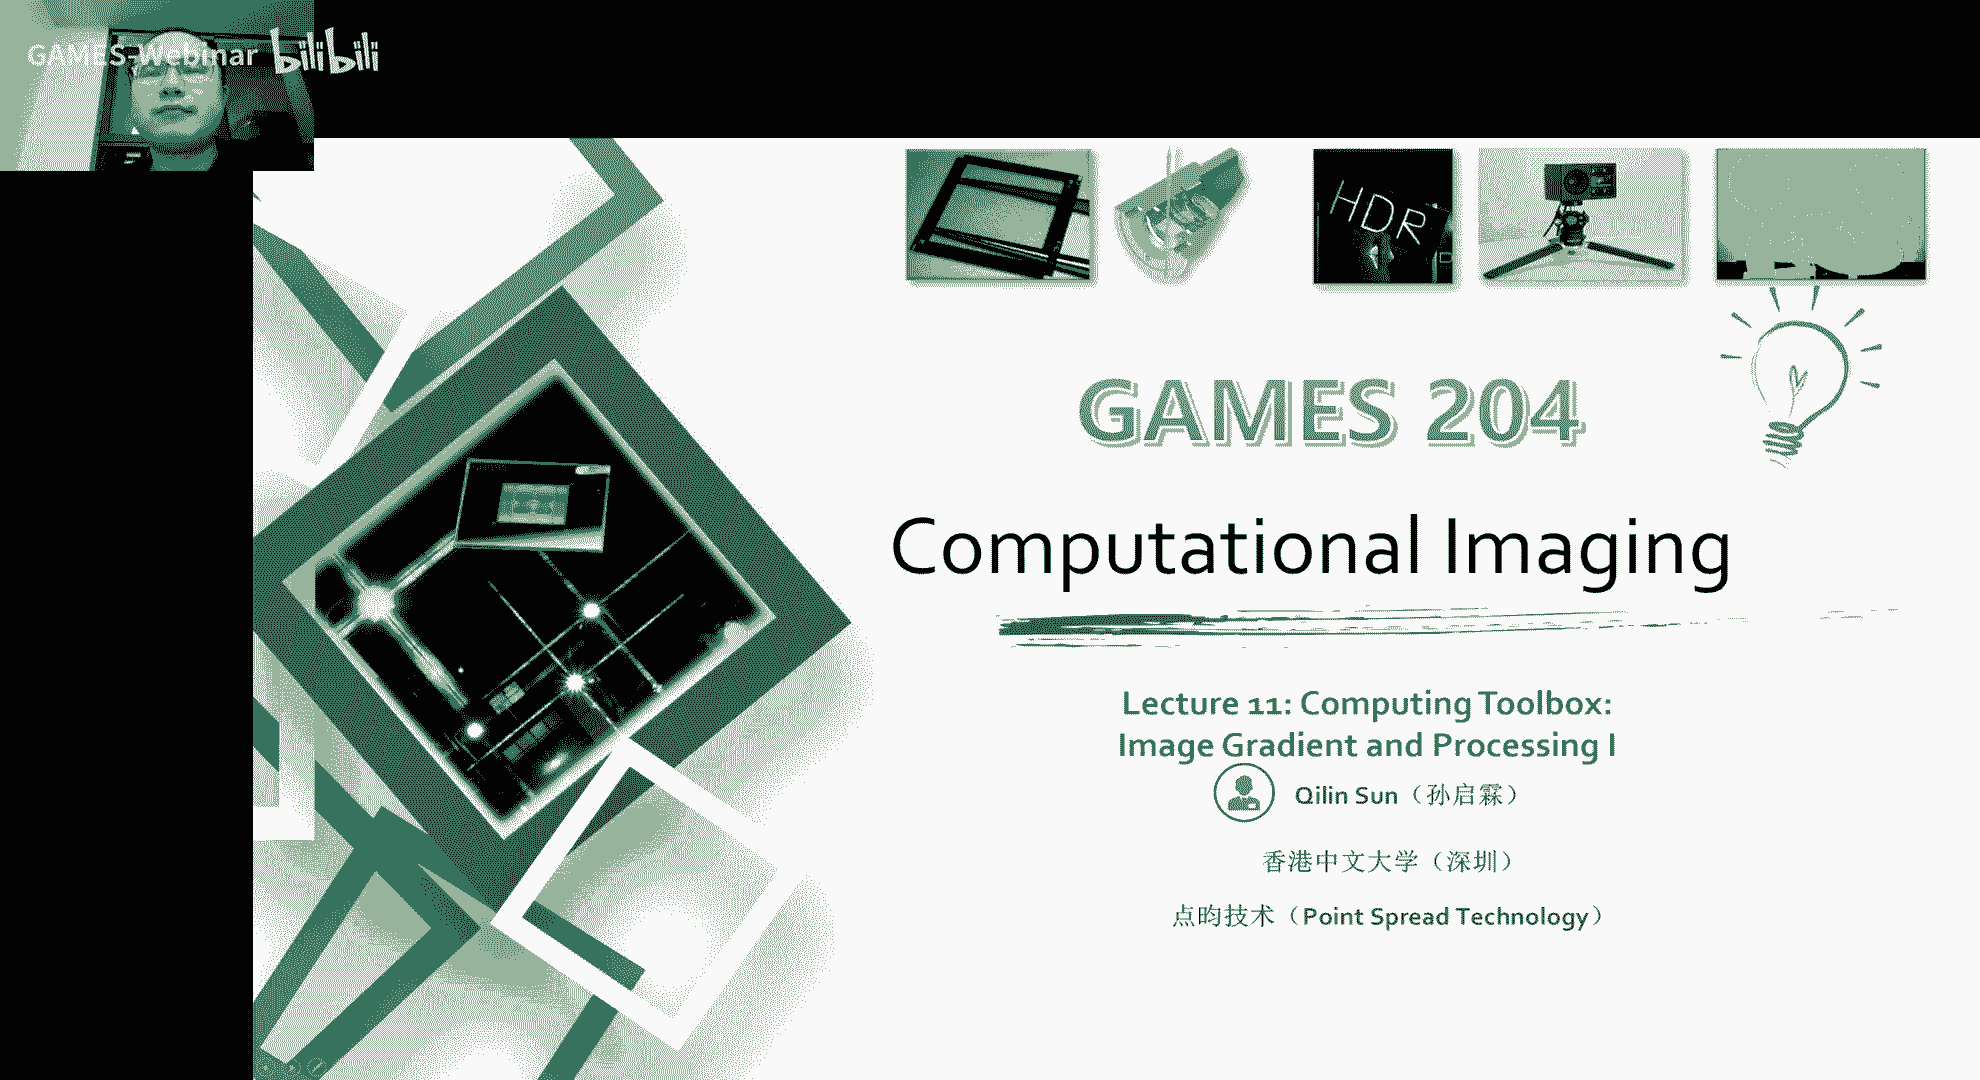 GAMES-Webinar bilibili
HDR
GAMES 204
Computational Imaging
Lecture 11: Computing Toolbox:
Image Gradient and Processing I
Qilin Sun（孙启霖）
香港中文大学（深圳）
点昀技术（Point Spread Technology）